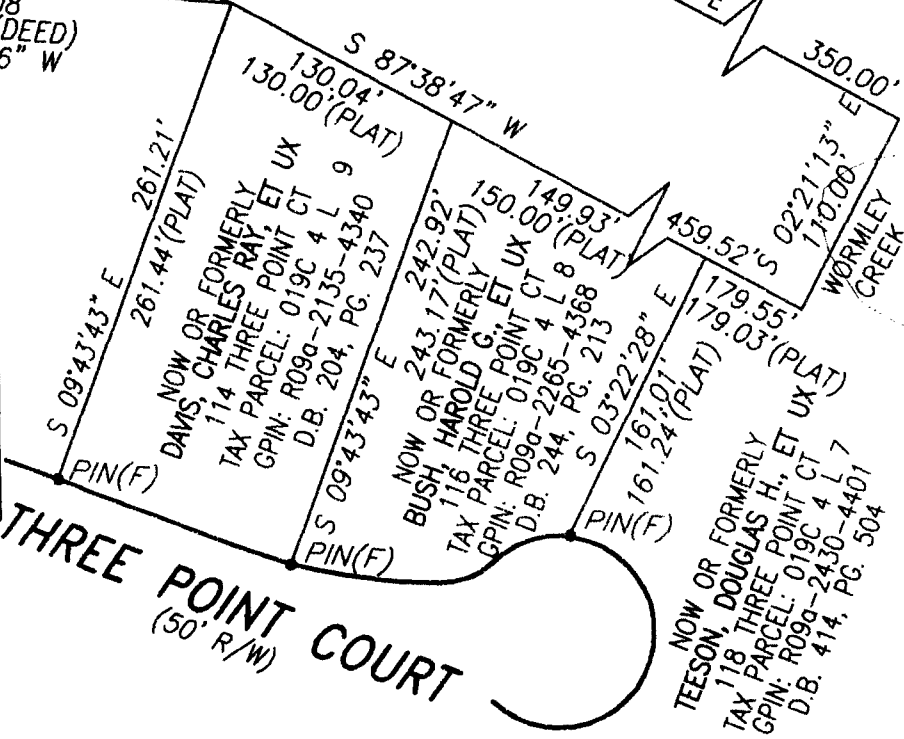 8
(DEED)
6" W
E
S 87°38'47" W
130.04'
130.00'(PLAT)
149.93'
150.00'(PLAT)
459.52'
350.00'
S 02°21'13" E
110.00'
WORMLEY
CREEK
179.55'
179.03'(PLAT)
S 09°43'43" E
261.21'
261.44'(PLAT)
NOW OR FORMERLY
DAVIS, CHARLES RAY, ET UX
114 THREE POINT CT
TAX PARCEL: 019C 4 L 9
GPIN: R09a-2135-4340
D.B. 204, PG. 237
S 09°43'43" E
242.92'
243.17'(PLAT)
NOW OR FORMERLY
BUSH, HAROLD G., ET UX
116 THREE POINT CT
TAX PARCEL: 019C 4 L 8
GPIN: R09a-2265-4368
D.B. 244, PG. 213
S 03°22'28" E
161.01'
161.24'(PLAT)
NOW OR FORMERLY
TEESON, DOUGLAS H., ET UX
118 THREE POINT CT
TAX PARCEL: 019C 4 L 7
GPIN: R09a-2430-4401
D.B. 414, PG. 504
PIN(F)
PIN(F)
PIN(F)
THREE POINT COURT
(50' R/W)